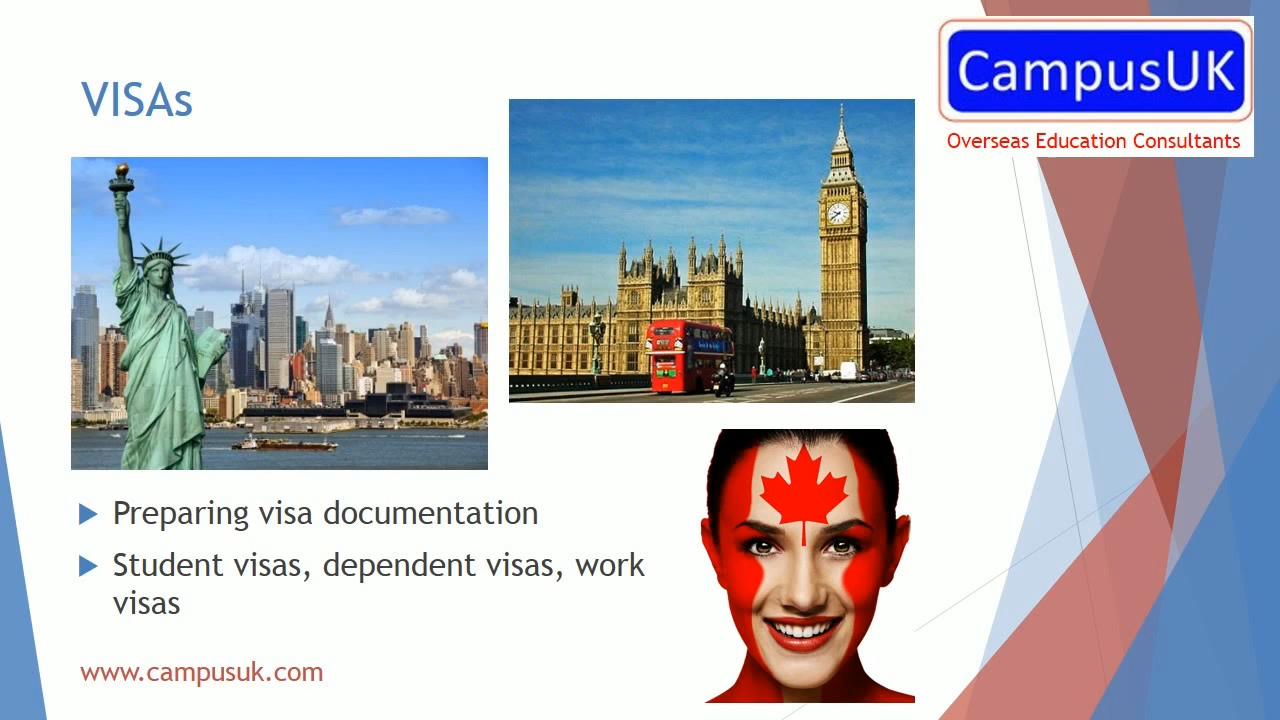 CampusUK
Overseas Education Consultants
VISAs
Preparing visa documentation
Student visas, dependent visas, work
visas
www.campusuk.com